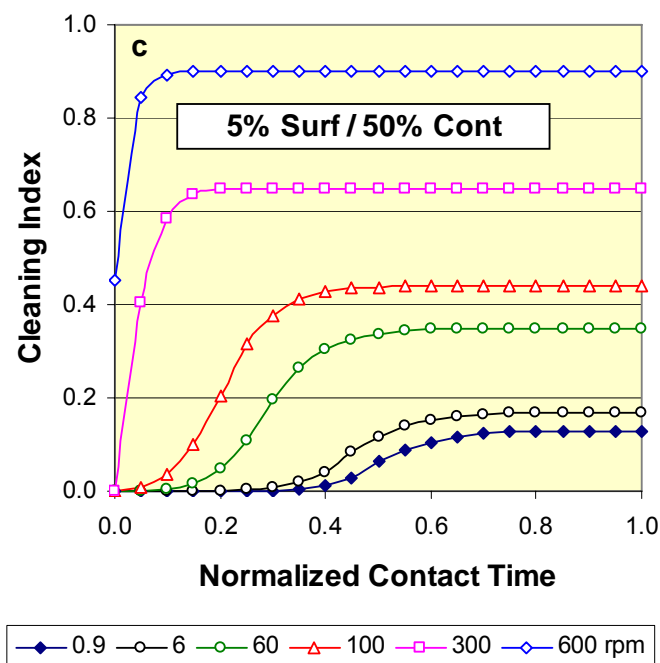 c
5% Surf / 50% Cont
Cleaning Index
1.0
0.8
0.6
0.4
0.2
0.0
0.0 0.2 0.4 0.6 0.8 1.0
Normalized Contact Time
0.9 6 60 100 300 600 rpm